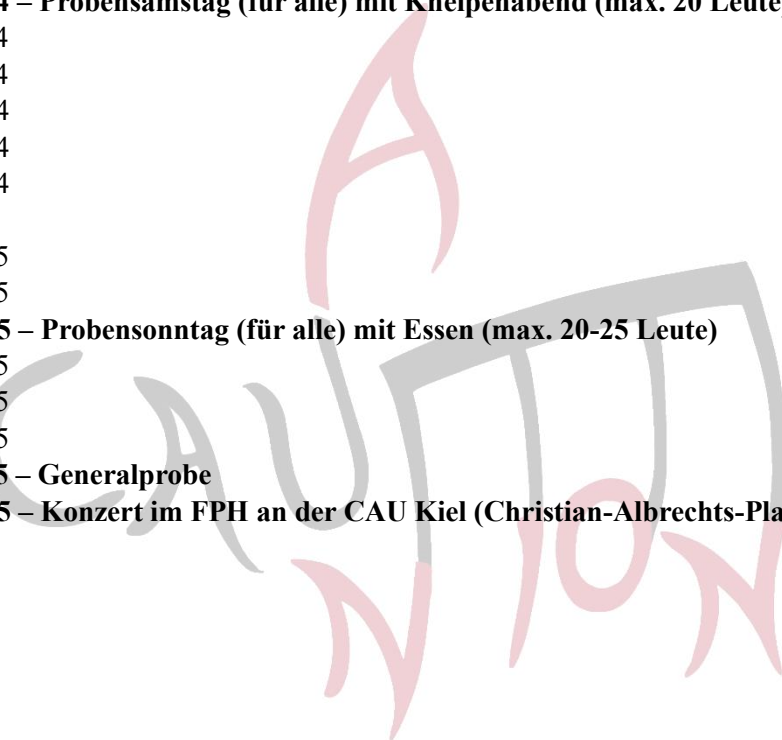 4 – Probensamstag (für alle) mit Kneipenabend (max. 20 Leute)
4
4
4
4
4
5
5
5 – Probensonntag (für alle) mit Essen (max. 20-25 Leute)
5
5
5
5 – Generalprobe
5 – Konzert im FPH an der CAU Kiel (Christian-Albrechts-Pla
A
CAUTION
N